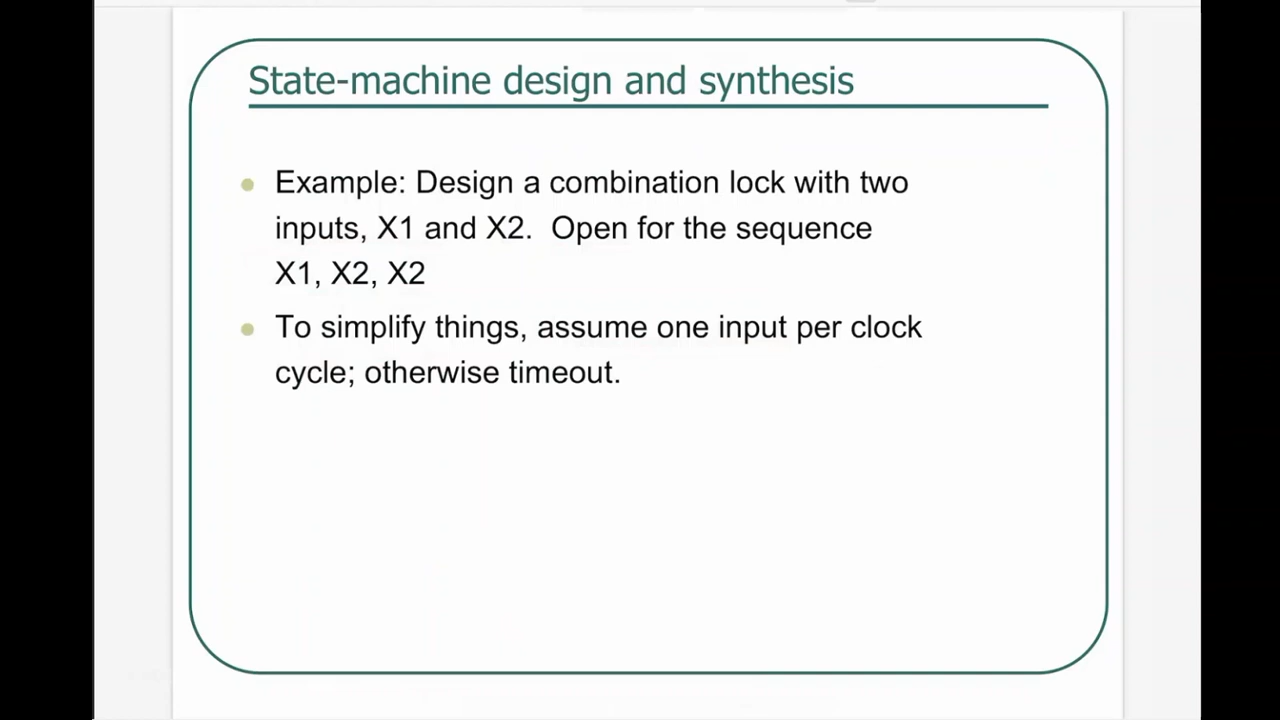 State-machine design and synthesis
Example: Design a combination lock with two
inputs, X1 and X2.  Open for the sequence
X1, X2, X2
To simplify things, assume one input per clock
cycle; otherwise timeout.